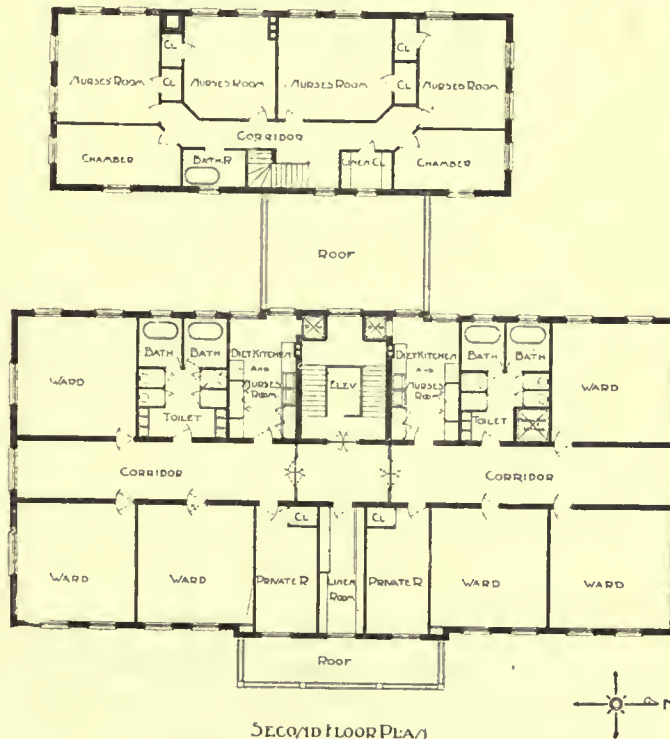 CL CL
NURSES ROOM NURSES ROOM NURSES ROOM NURSES ROOM
CL CL
CORRIDOR
CHAMBER BATH.R LINEN CL CHAMBER
ROOF
BATH BATH DIET KITCHEN DIET KITCHEN BATH BATH
WARD AND ELEV AND WARD
NURSES NURSES
ROOM ROOM
TOILET TOILET
CORRIDOR CORRIDOR
CL CL
WARD WARD PRIVATE R LINEN PRIVATE R WARD WARD
ROOM
ROOF
N
SECOND FLOOR PLAN